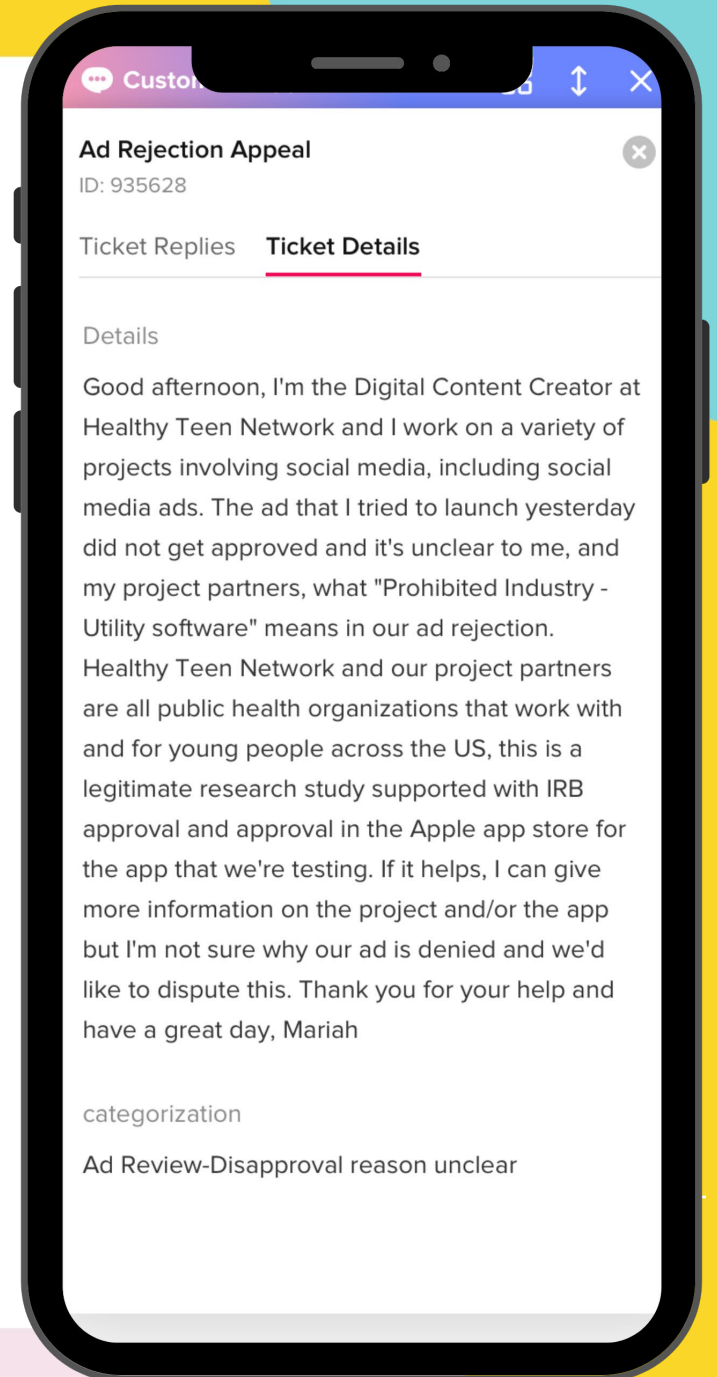 Ad Rejection Appeal
ID: 935628
Ticket Replies Ticket Details
Details
Good afternoon, I'm the Digital Content Creator at
Healthy Teen Network and I work on a variety of
projects involving social media, including social
media ads. The ad that I tried to launch yesterday
did not get approved and it's unclear to me, and
my project partners, what "Prohibited Industry -
Utility software" means in our ad rejection.
Healthy Teen Network and our project partners
are all public health organizations that work with
and for young people across the US, this is a
legitimate research study supported with IRB
approval and approval in the Apple app store for
the app that we're testing. If it helps, I can give
more information on the project and/or the app
but I'm not sure why our ad is denied and we'd
like to dispute this. Thank you for your help and
have a great day, Mariah
categorization
Ad Review-Disapproval reason unclear